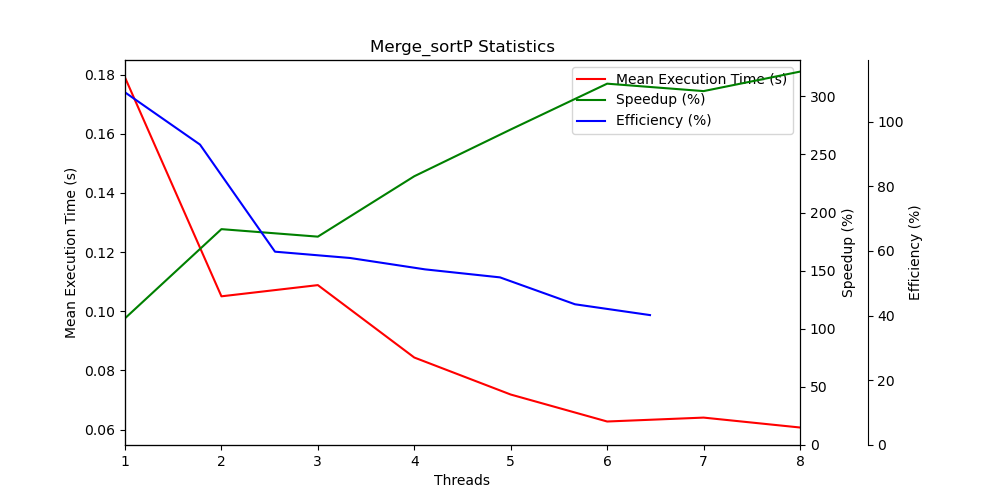 Merge_sortP Statistics
Mean Execution Time (s)
Speedup (%)
Efficiency (%)
0.18
0.16
0.14
0.12
0.10
0.08
0.06
Mean Execution Time (s)
1 2 3 4 5 6 7 8
Threads
300
250
200
150
100
50
0
Speedup (%)
100
80
60
40
20
0
Efficiency (%)